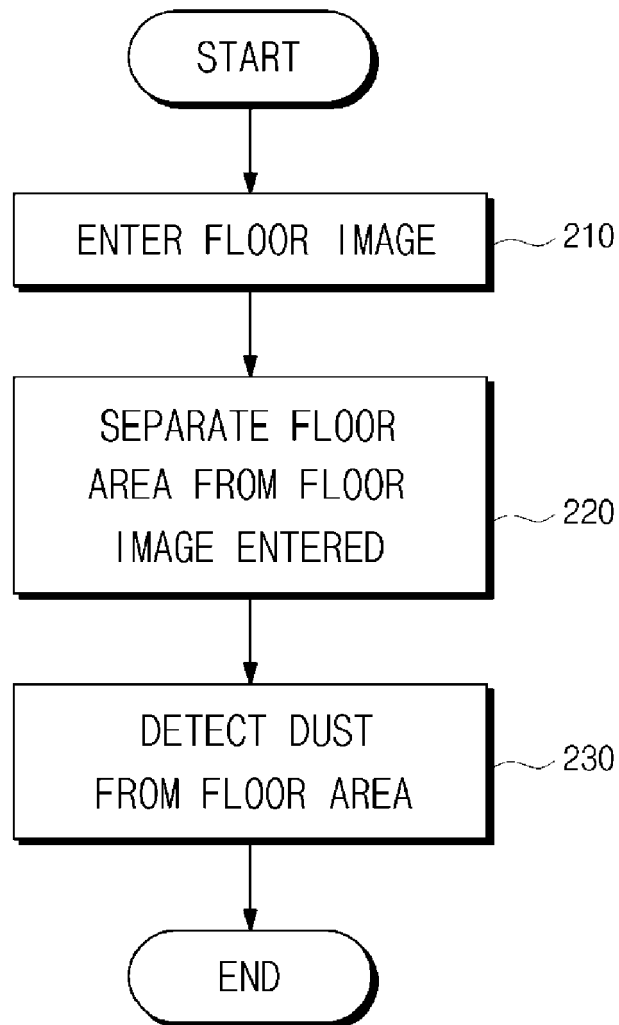 START
ENTER FLOOR IMAGE
210
SEPARATE FLOOR
AREA FROM FLOOR
IMAGE ENTERED
220
DETECT DUST
FROM FLOOR AREA
230
END